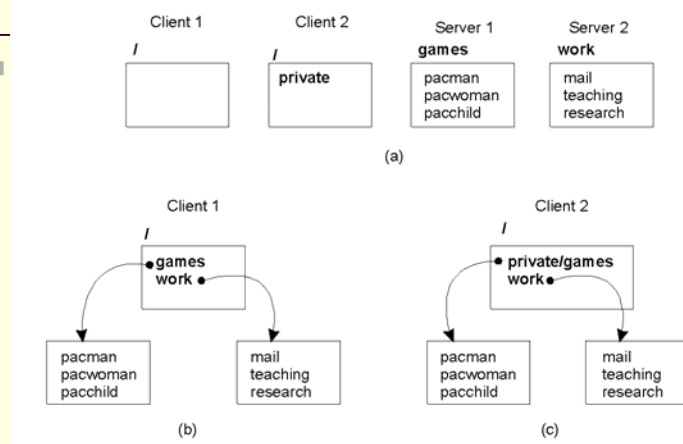 Client 1
Client 2
Server 1
Server 2
/
/
games
work
private
pacman
pacwoman
pacchild
mail
teaching
research
(a)
Client 1
/
games
work
pacman
pacwoman
pacchild
mail
teaching
research
(b)
Client 2
/
private/games
work
pacman
pacwoman
pacchild
mail
teaching
research
(c)